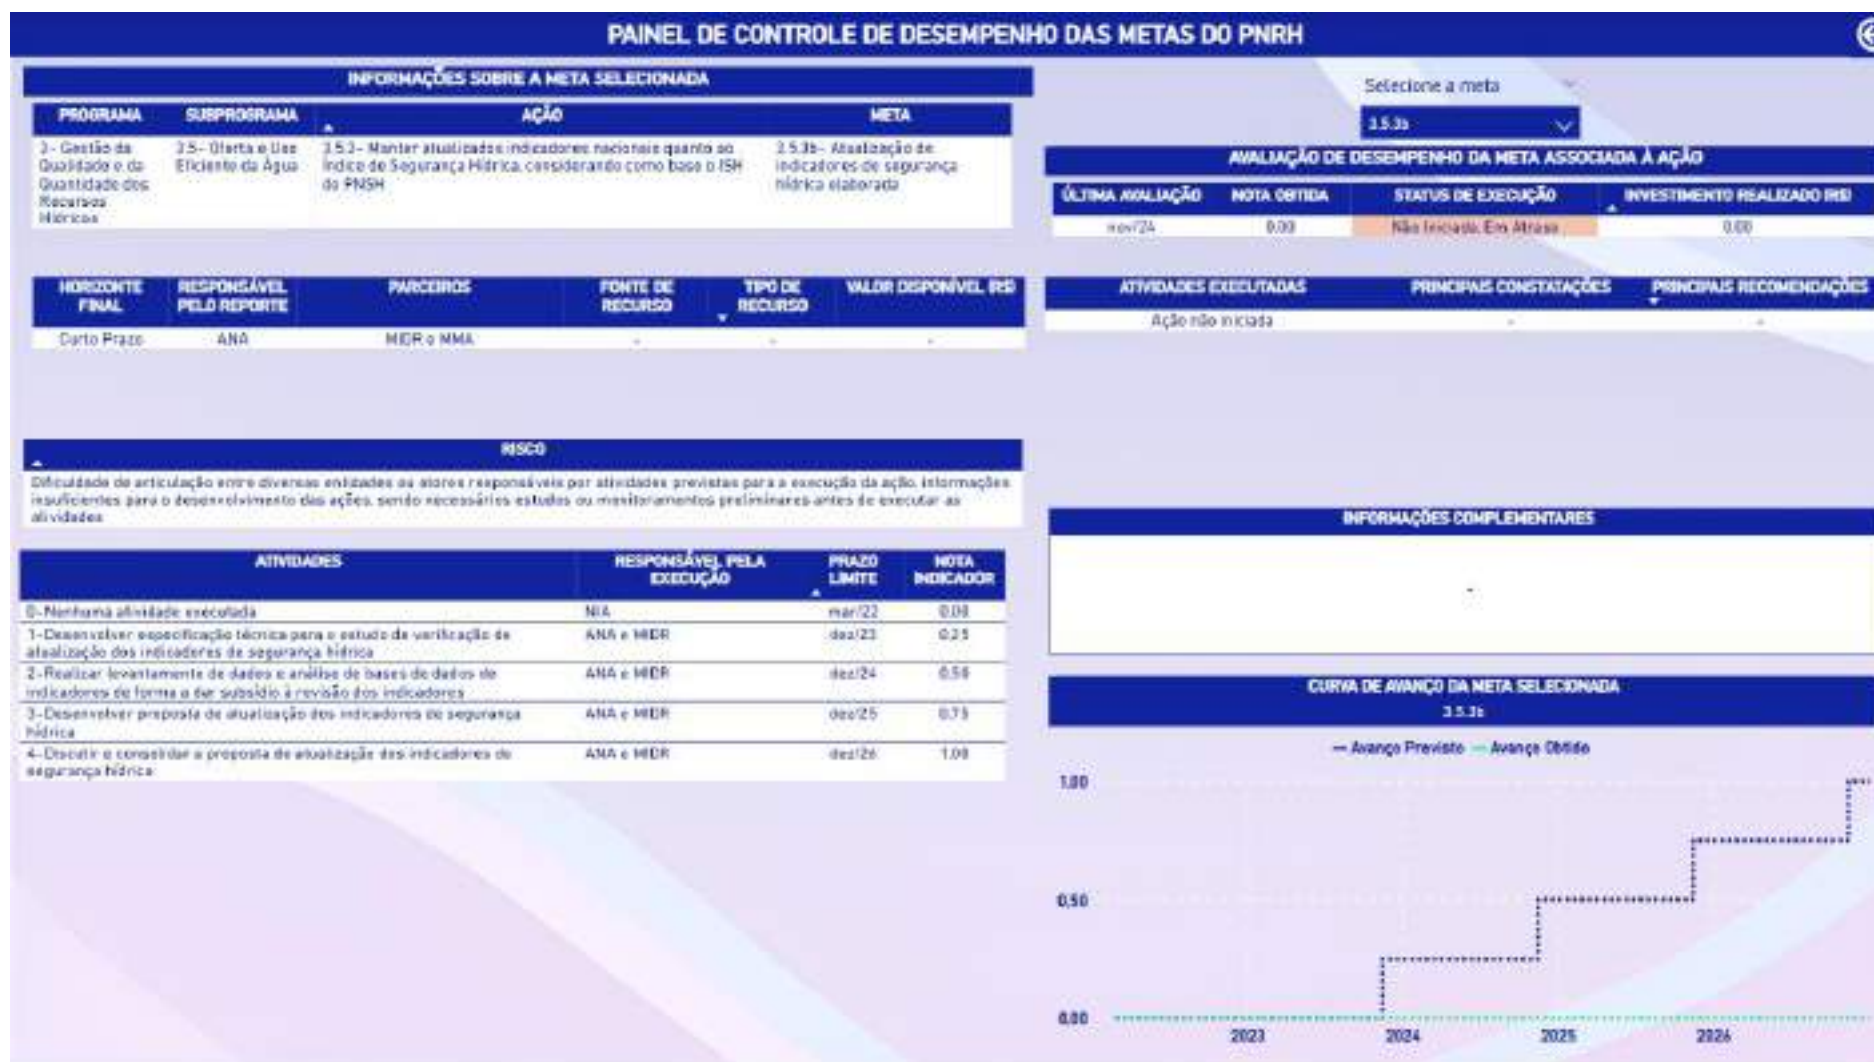 PAINEL DE CONTROLE DE DESEMPENHO DAS METAS DO PNRH
INFORMAÇÕES SOBRE A META SELECIONADA
PROGRAMA SUBPROGRAMA AÇÃO META
3- Gestão da Qualidade e da Quantidade dos Recursos Hídricos
3.5- Oferta e Uso Eficiente da Água
3.5.3- Manter atualizados indicadores nacionais quanto ao Índice de Segurança Hídrica, considerando como base o ISH do PNSH
3.5.3b- Atualização de indicadores de segurança hídrica elaborada
HORIZONTE FINAL RESPONSÁVEL PELO REPORTE PARCEIROS FONTE DE RECURSO TIPO DE RECURSO VALOR DISPONÍVEL (R$)
Curto Prazo ANA MIDR e MMA - - -
RISCO
Dificuldade de articulação entre diversas entidades ou atores responsáveis por atividades previstas para a execução da ação, informações
insuficientes para o desenvolvimento das ações, sendo necessários estudos ou monitoramentos preliminares antes de executar as
atividades
ATIVIDADES RESPONSÁVEL PELA EXECUÇÃO PRAZO LIMITE NOTA INDICADOR
0- Nenhuma atividade executada N/A mar/22 0,00
1- Desenvolver especificação técnica para o estudo de verificação de atualização dos indicadores de segurança hídrica ANA e MIDR dez/23 0,25
2- Realizar levantamento de dados e análise de bases de dados de indicadores de forma a dar subsídio à revisão dos indicadores ANA e MIDR dez/24 0,50
3- Desenvolver proposta de atualização dos indicadores de segurança hídrica ANA e MIDR dez/25 0,75
4- Discutir e consolidar a proposta de atualização dos indicadores de segurança hídrica ANA e MIDR dez/26 1,00
Selecione a meta
3.5.3b
AVALIAÇÃO DE DESEMPENHO DA META ASSOCIADA À AÇÃO
ÚLTIMA AVALIAÇÃO NOTA OBTIDA STATUS DE EXECUÇÃO INVESTIMENTO REALIZADO (R$)
nov/24 0,00 Não Iniciada, Em Atraso 0,00
ATIVIDADES EXECUTADAS PRINCIPAIS CONSTATAÇÕES PRINCIPAIS RECOMENDAÇÕES
Ação não iniciada - -
INFORMAÇÕES COMPLEMENTARES
-
CURVA DE AVANÇO DA META SELECIONADA
3.5.3b
Avanço Previsto Avanço Obtido
1,00
0,50
0,00
2023 2024 2025 2026